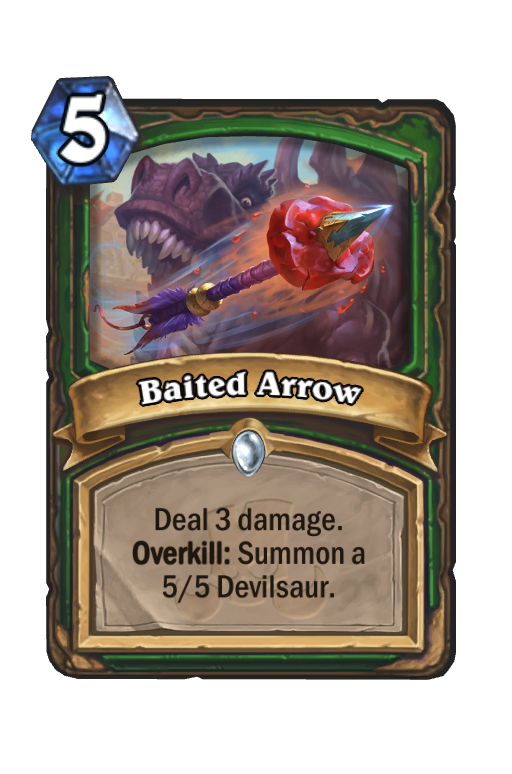 5
Baited Arrow
Deal 3 damage.
Overkill: Summon a
5/5 Devilsaur.